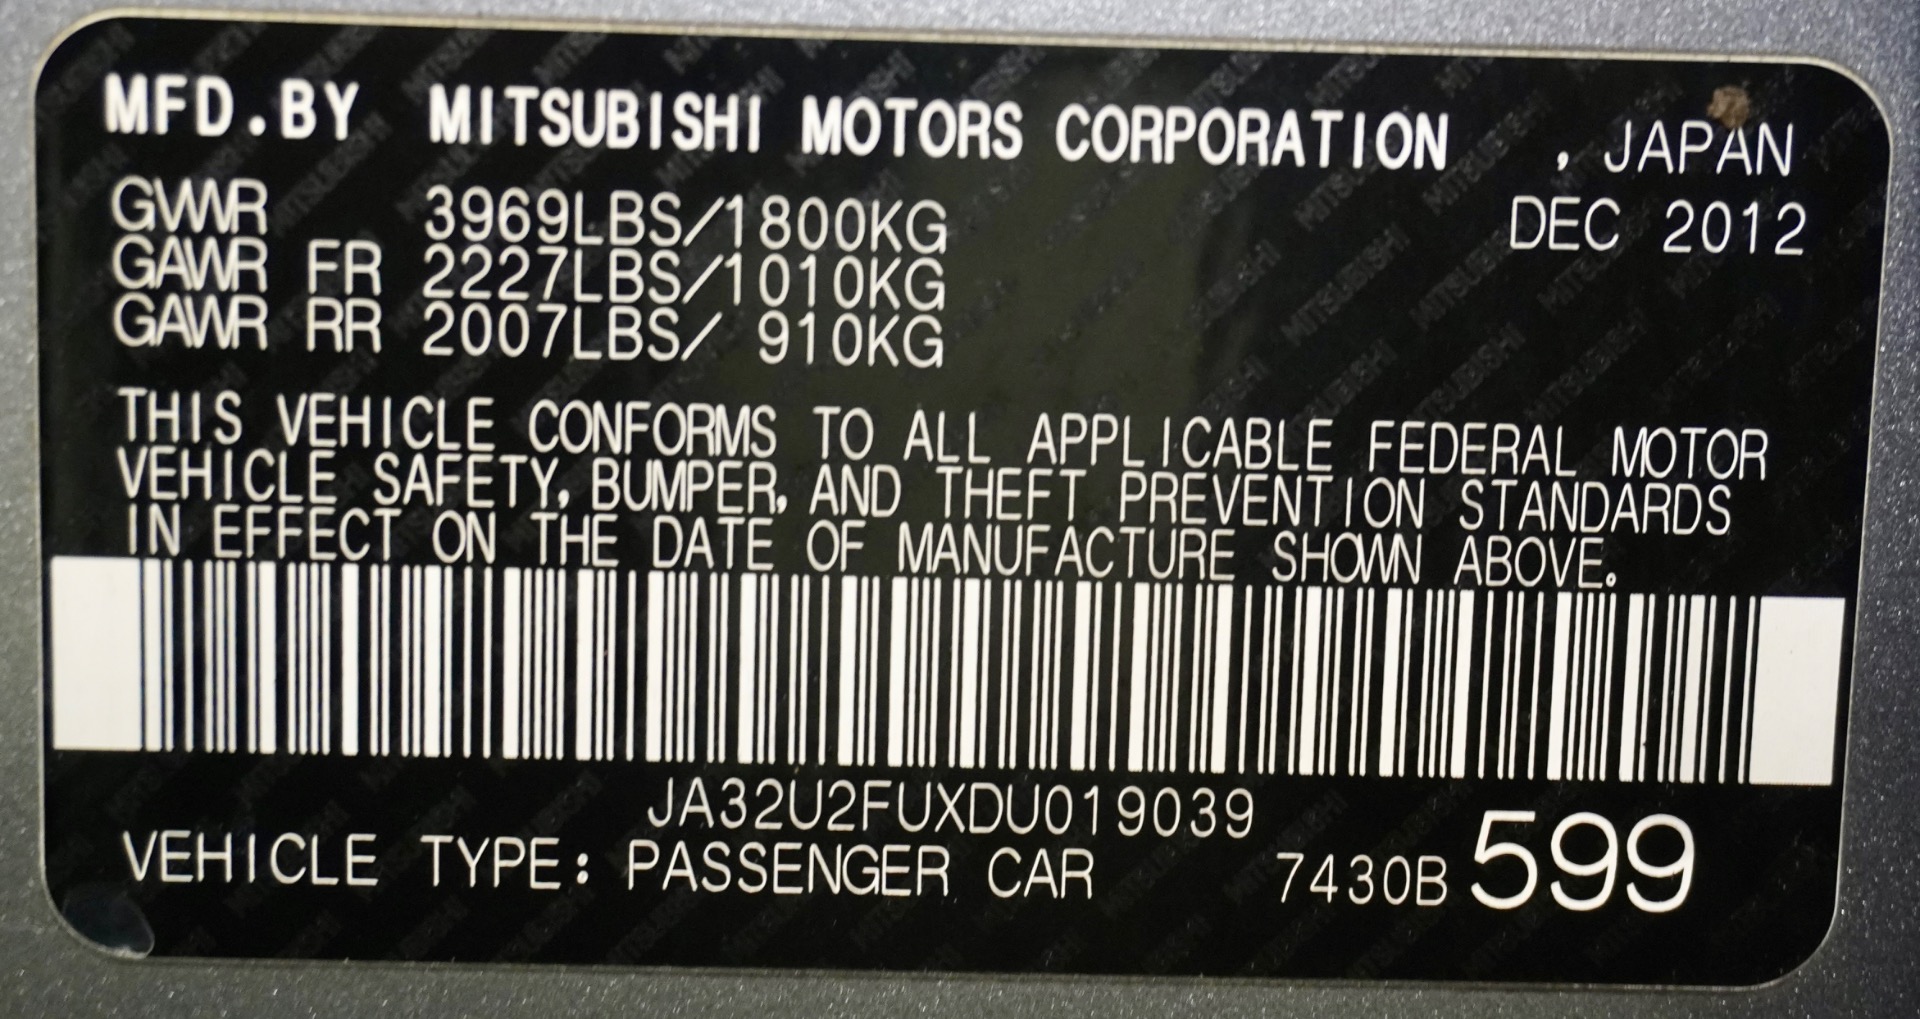 MFD.BY MITSUBISHI MOTORS CORPORATION , JAPAN
GVWR 3969LBS/1800KG DEC 2012
GAWR FR 2227LBS/1010KG
GAWR RR 2007LBS/ 910KG
THIS VEHICLE CONFORMS TO ALL APPLICABLE FEDERAL MOTOR
VEHICLE SAFETY, BUMPER, AND THEFT PREVENTION STANDARDS
IN EFFECT ON THE DATE OF MANUFACTURE SHOWN ABOVE.
JA32U2FUXDU019039
VEHICLE TYPE: PASSENGER CAR 7430B 599